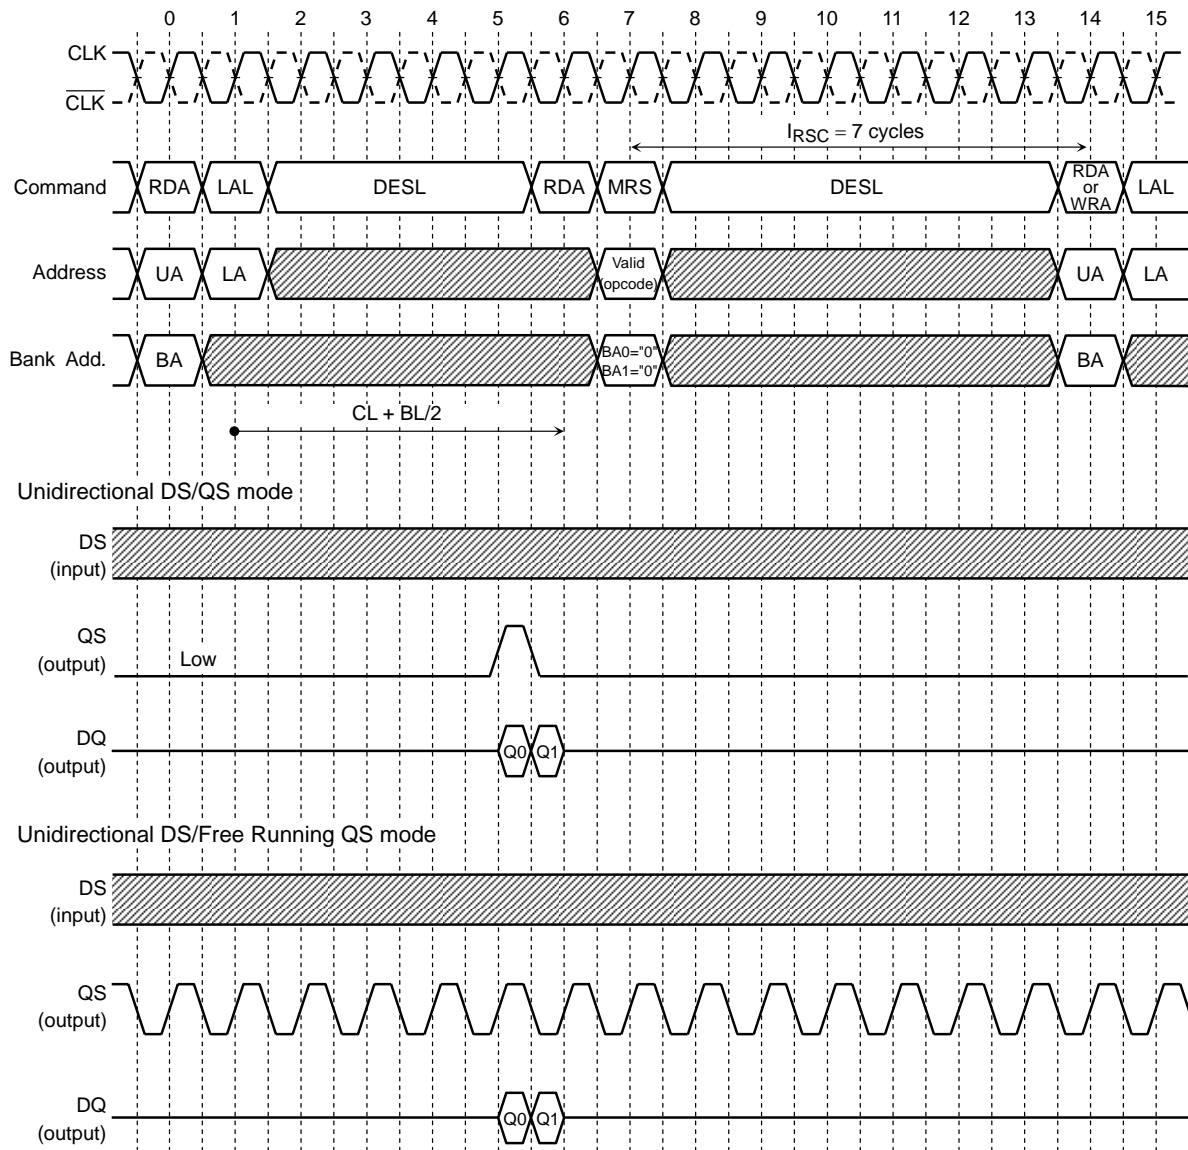 0 1 2 3 4 5 6 7 8 9 10 11 12 13 14 15
CLK
CLK
IRSC = 7 cycles
Command RDA LAL DESL RDA MRS DESL RDA or WRA LAL
Address UA LA Valid (opcode) UA LA
Bank Add. BA BA0="0" BA1="0" BA
CL + BL/2
Unidirectional DS/QS mode
DS
(input)
QS
(output)
Low
DQ
(output)
Q0 Q1
Unidirectional DS/Free Running QS mode
DS
(input)
QS
(output)
DQ
(output)
Q0 Q1